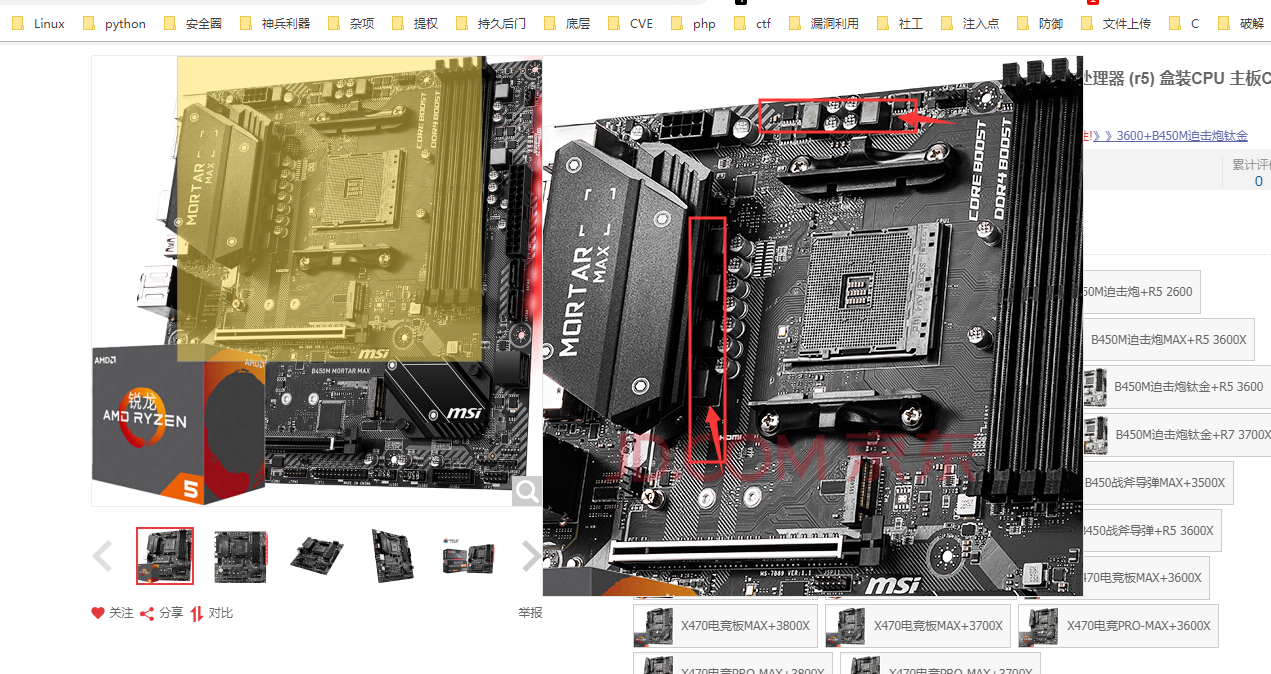 Linux python 安全圈 神兵利器 杂项 提权 持久后门 底层 CVE php ctf 漏洞利用 社工 注入点 防御 文件上传 C 破解
处理器 (r5) 盒装CPU 主板C
!》》3600+B450M迫击炮钛金
累计评
0
CORE BOOST
DDR4 BOOST
MORTAR
MAX
msi
B450M MORTAR MAX
msi
AMD
AMD
锐龙
AMD RYZEN
5
CORE BOOST
DDR4 BOOST
CPU1
SOCKET AM4
MORTAR
MAX
HDMI
JD.COM 京东
MS-7B89 VER:1.1
msi
50M迫击炮+R5 2600
B450M迫击炮MAX+R5 3600X
B450M迫击炮钛金+R5 3600
B450M迫击炮钛金+R7 3700X
B450战斧导弹MAX+3500X
450战斧导弹+R5 3600X
470电竞板MAX+3600X
X470电竞板MAX+3800X
X470电竞板MAX+3700X
X470电竞PRO-MAX+3600X
X470电竞PRO-MAX+3800X
X470电竞PRO-MAX+3700X
关注 分享 对比 举报